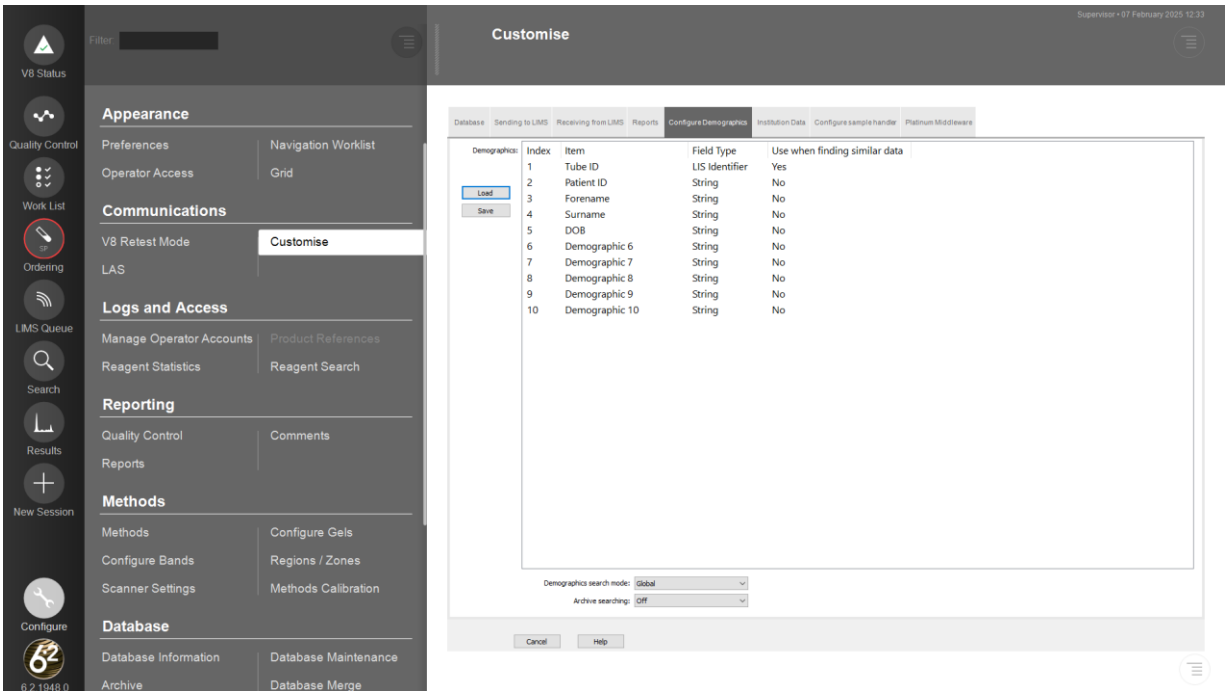 Supervisor • 07 February 2025 12:33
V8 Status
Quality Control
Work List
SP
Ordering
LIMS Queue
Search
Results
New Session
Configure
62
6.2.1948.0
Filter:
Appearance
Preferences Navigation Worklist
Operator Access Grid
Communications
V8 Retest Mode Customise
LAS
Logs and Access
Manage Operator Accounts Product References
Reagent Statistics Reagent Search
Reporting
Quality Control Comments
Reports
Methods
Methods Configure Gels
Configure Bands Regions / Zones
Scanner Settings Methods Calibration
Database
Database Information Database Maintenance
Archive Database Merge
Customise
Database Sending to LIMS Receiving from LIMS Reports Configure Demographics Institution Data Configure sample handler Platinum Middleware
Demographics: Index Item Field Type Use when finding similar data
1 Tube ID LIS Identifier Yes
2 Patient ID String No
3 Forename String No
4 Surname String No
5 DOB String No
6 Demographic 6 String No
7 Demographic 7 String No
8 Demographic 8 String No
9 Demographic 9 String No
10 Demographic 10 String No
Load
Save
Demographics search mode: Global
Archive searching: Off
Cancel Help